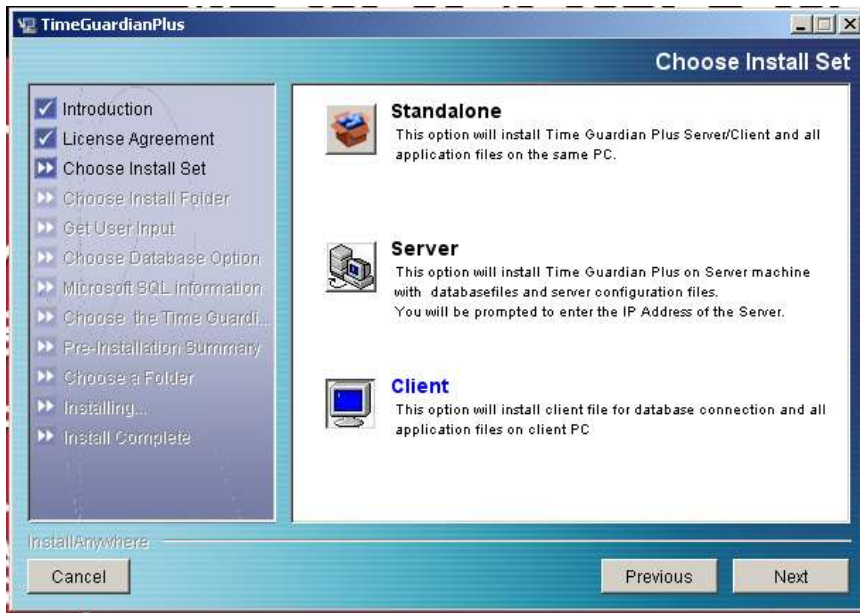 TimeGuardianPlus
Choose Install Set
Introduction
License Agreement
Choose Install Set
Choose Install Folder
Get User Input
Choose Database Option
Microsoft SQL information
Choose the Time Guardi...
Pre-Installation Summary
Choose a Folder
Installing...
Install Complete
Standalone
This option will install Time Guardian Plus Server/Client and all
application files on the same PC.
Server
This option will install Time Guardian Plus on Server machine
with databasefiles and server configuration files.
You will be prompted to enter the IP Address of the Server.
Client
This option will install client file for database connection and all
application files on client PC
InstallAnywhere
Cancel
Previous
Next